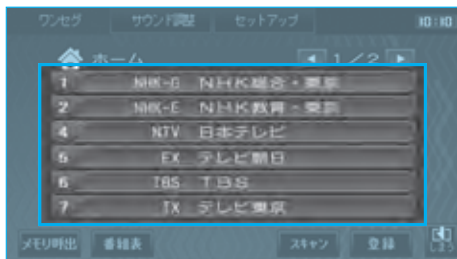 ワンセグ サウンド調整 セットアップ 10:10
ホーム 1/2
1 NHK-G NHK総合・東京
2 NHK-E NHK教育・東京
4 NTV 日本テレビ
5 EX テレビ朝日
6 TBS TBS
7 TX テレビ東京
メモリ呼出 番組表 スキャン 登録